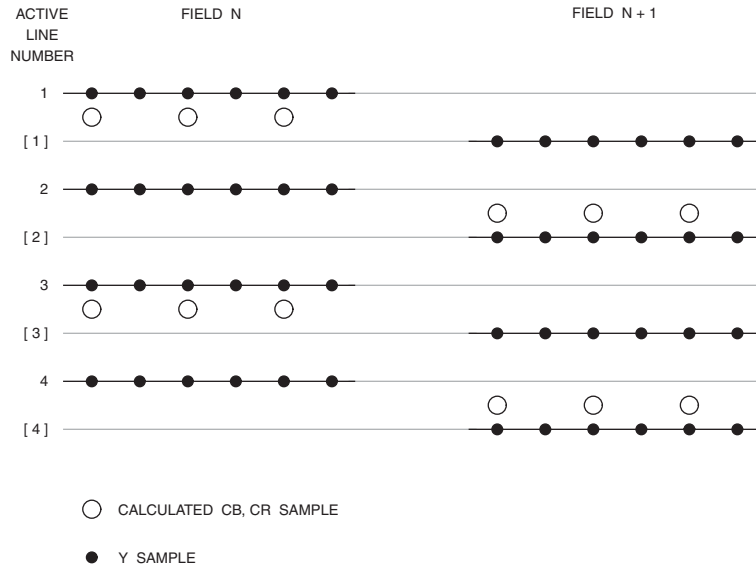 ACTIVE
LINE
NUMBER
FIELD N
FIELD N + 1
1
[ 1 ]
2
[ 2 ]
3
[ 3 ]
4
[ 4 ]
CALCULATED CB, CR SAMPLE
Y SAMPLE